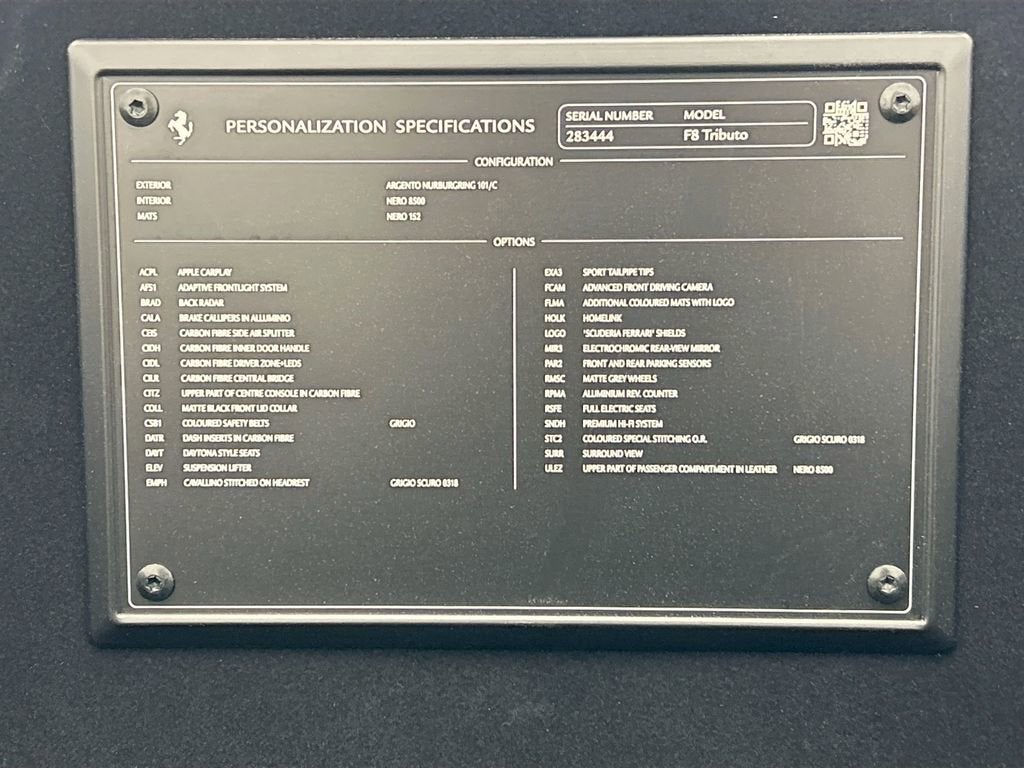 PERSONALIZATION SPECIFICATIONS
SERIAL NUMBER MODEL
283444 F8 Tributo
CONFIGURATION
EXTERIOR ARGENTO NURBURGRING 101/C
INTERIOR NERO 8500
MATS NERO 152
OPTIONS
ACPL APPLE CARPLAY
AFS1 ADAPTIVE FRONTLIGHT SYSTEM
BRAD BACK RADAR
CALA BRAKE CALLIPERS IN ALLUMINIO
CEIS CARBON FIBRE SIDE AIR SPLITTER
CIDH CARBON FIBRE INNER DOOR HANDLE
CIDL CARBON FIBRE DRIVER ZONE+LEDS
CILR CARBON FIBRE CENTRAL BRIDGE
CITZ UPPER PART OF CENTRE CONSOLE IN CARBON FIBRE
COLL MATTE BLACK FRONT LID COLLAR
CSB1 COLOURED SAFETY BELTS GRIGIO
DATR DASH INSERTS IN CARBON FIBRE
DAYT DAYTONA STYLE SEATS
ELEV SUSPENSION LIFTER
EMPH CAVALLINO STITCHED ON HEADREST GRIGIO SCURO 0318
EXA3 SPORT TAILPIPE TIPS
FCAM ADVANCED FRONT DRIVING CAMERA
FLMA ADDITIONAL COLOURED MATS WITH LOGO
HOLK HOMELINK
LOGO 'SCUDERIA FERRARI' SHIELDS
MIR3 ELECTROCHROMIC REAR-VIEW MIRROR
PAR2 FRONT AND REAR PARKING SENSORS
RMSC MATTE GREY WHEELS
RPMA ALUMINIUM REV. COUNTER
RSFE FULL ELECTRIC SEATS
SNDH PREMIUM HI-FI SYSTEM
STC2 COLOURED SPECIAL STITCHING O.R. GRIGIO SCURO 0318
SURR SURROUND VIEW
ULEZ UPPER PART OF PASSENGER COMPARTMENT IN LEATHER NERO 8500